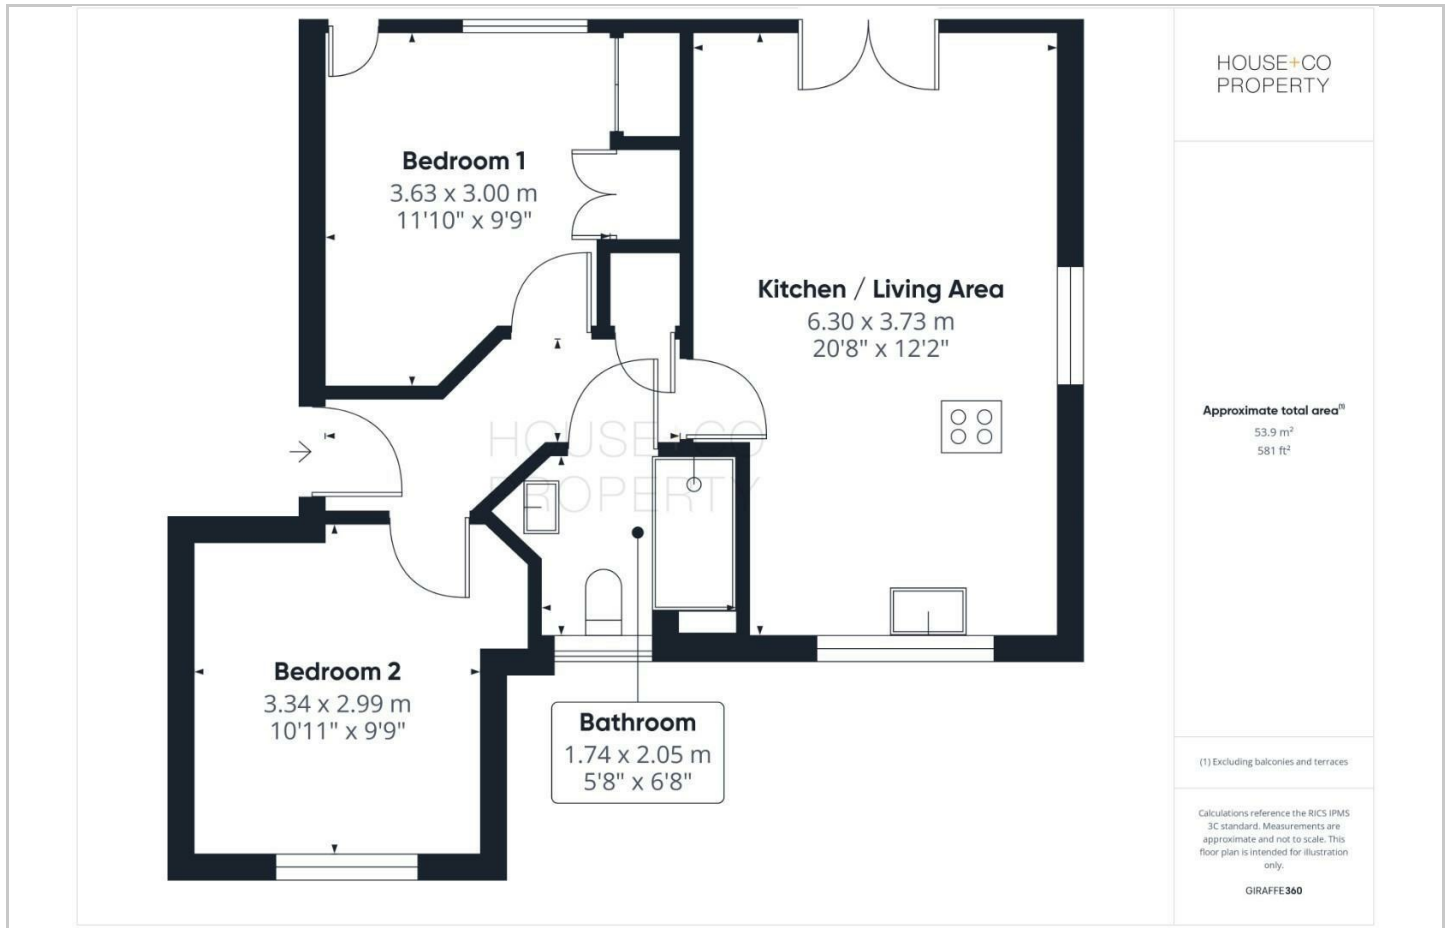 Bedroom 1
3.63 x 3.00 m
11'10" x 9'9"
Kitchen / Living Area
6.30 x 3.73 m
20'8" x 12'2"
HOUSE+CO
PROPERTY
Bedroom 2
3.34 x 2.99 m
10'11" x 9'9"
Bathroom
1.74 x 2.05 m
5'8" x 6'8"
HOUSE+CO
PROPERTY
Approximate total area⁽¹⁾
53.9 m²
581 ft²
(1) Excluding balconies and terraces
Calculations reference the RICS IPMS
3C standard. Measurements are
approximate and not to scale. This
floor plan is intended for illustration
only.
GIRAFFE360